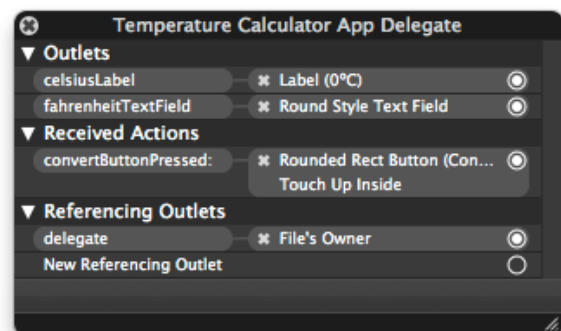 Temperature Calculator App Delegate
Outlets
celsiusLabel Label (0ºC)
fahrenheitTextField Round Style Text Field
Received Actions
convertButtonPressed: Rounded Rect Button (Con...
Touch Up Inside
Referencing Outlets
delegate File's Owner
New Referencing Outlet